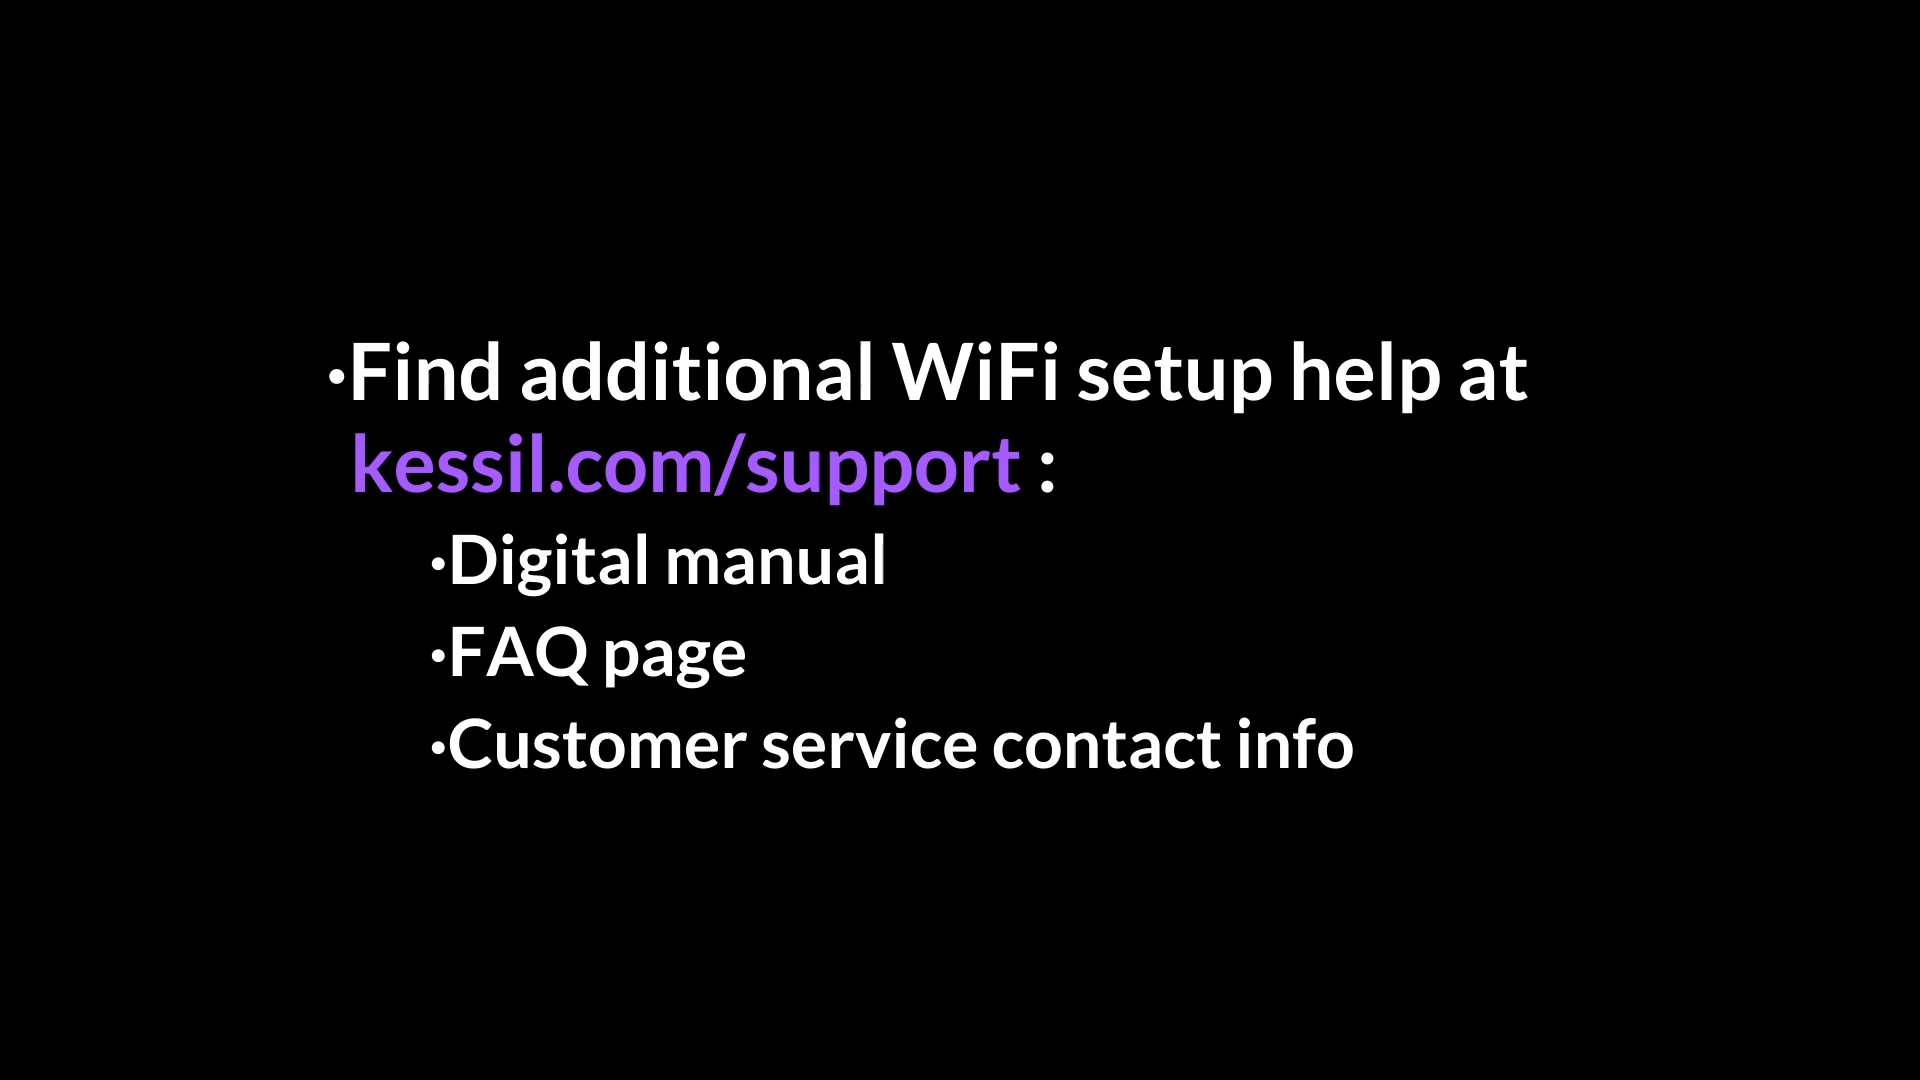 ·Find additional WiFi setup help at
kessil.com/support :
·Digital manual
·FAQ page
·Customer service contact info